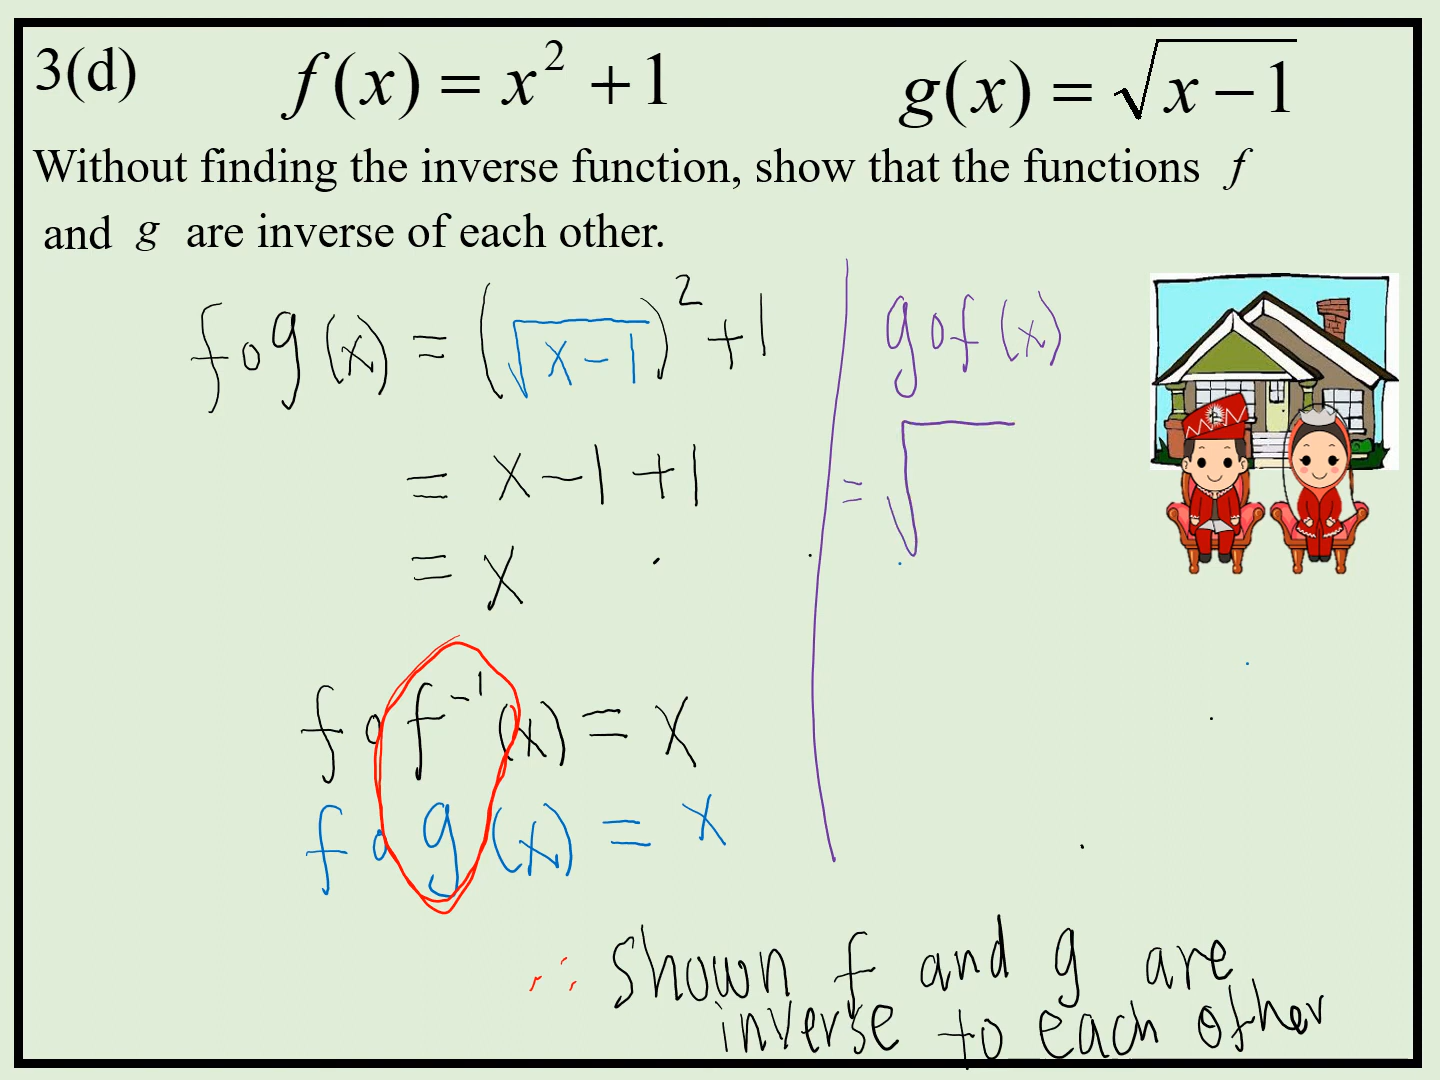 3(d) f(x) = x² + 1 g(x) = √(x − 1)
Without finding the inverse function, show that the functions f
and g are inverse of each other.
fog(x) = (√(x − 1))² + 1
= x − 1 + 1
= x
fof⁻¹(x) = x
fog(x) = x
gof(x)
= √
∴ shown f and g are
inverse to each other